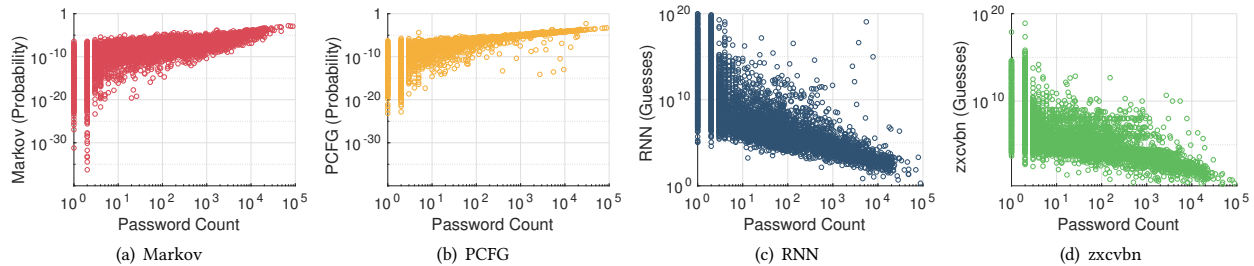 Markov (Probability)
1
10^-10
10^-20
10^-30
10^0 10^1 10^2 10^3 10^4 10^5
Password Count
(a) Markov
PCFG (Probability)
1
10^-10
10^-20
10^-30
10^0 10^1 10^2 10^3 10^4 10^5
Password Count
(b) PCFG
RNN (Guesses)
10^20
10^10
10^0
10^0 10^1 10^2 10^3 10^4 10^5
Password Count
(c) RNN
zxcvbn (Guesses)
10^20
10^10
10^0 10^1 10^2 10^3 10^4 10^5
Password Count
(d) zxcvbn